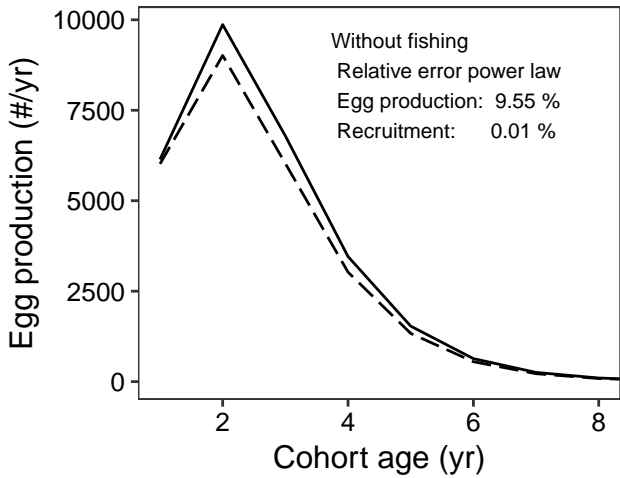 Without fishing
Relative error power law
Egg production: 9.55 %
Recruitment: 0.01 %
10000
7500
5000
2500
0
Egg production (#/yr)
2 4 6 8
Cohort age (yr)